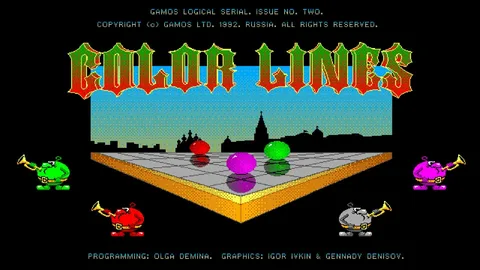 GAMOS LOGICAL SERIAL. ISSUE NO. TWO.
COPYRIGHT (c) GAMOS LTD. 1992. RUSSIA. ALL RIGHTS RESERVED.
COLOR LINES
PROGRAMMING: OLGA DEMINA. GRAPHICS: IGOR IVKIN & GENNADY DENISOV.